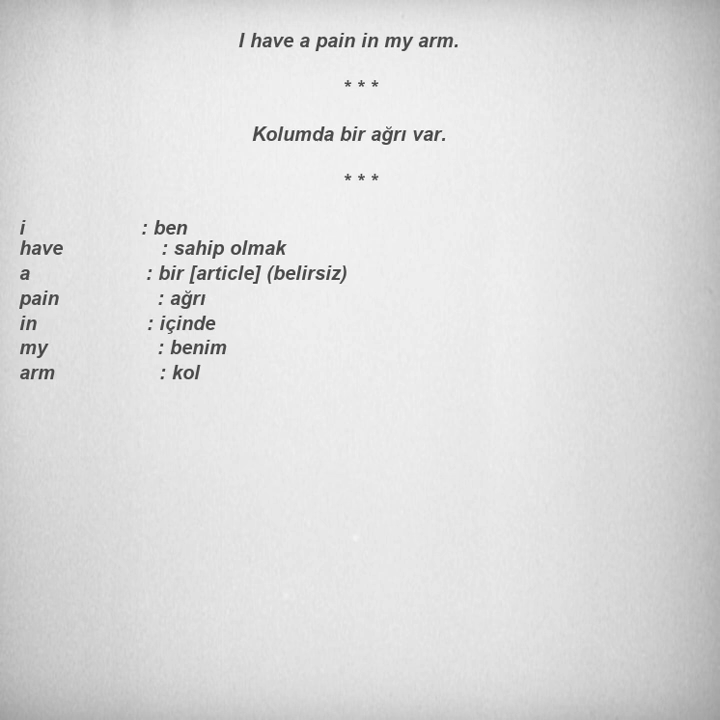 I have a pain in my arm.
* * *
Kolumda bir ağrı var.
* * *
i : ben
have : sahip olmak
a : bir [article] (belirsiz)
pain : ağrı
in : içinde
my : benim
arm : kol